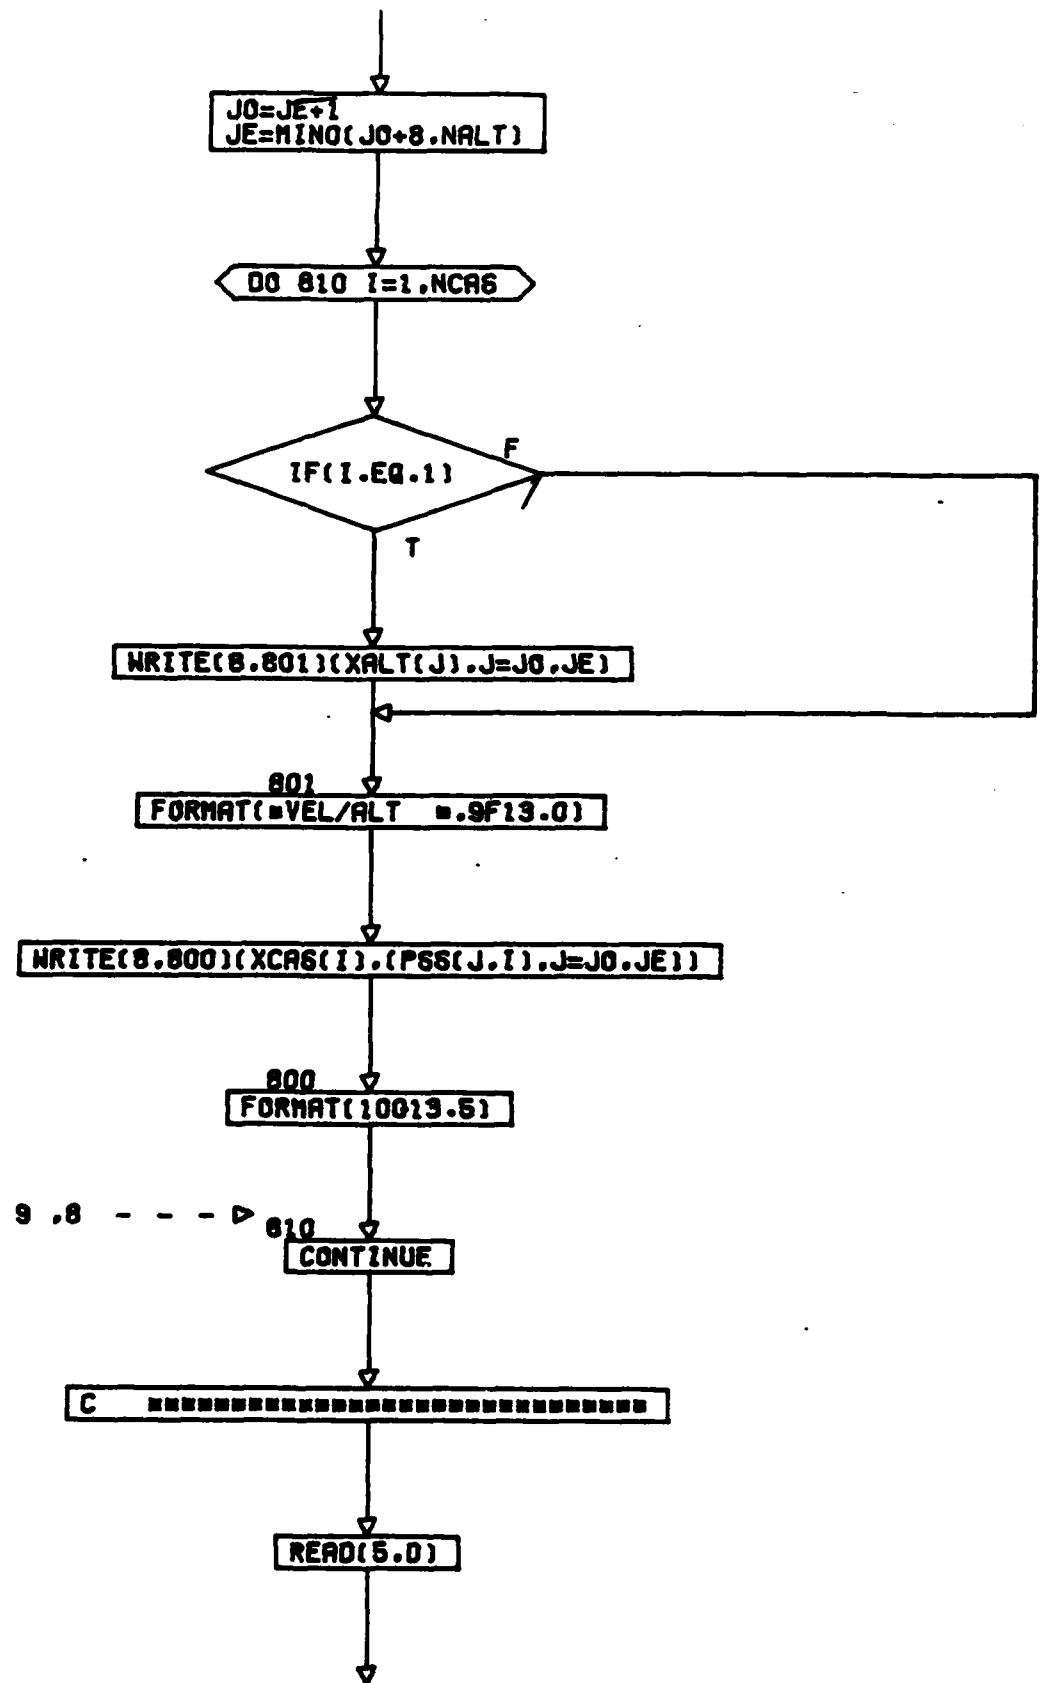 JO=JE+1
JE=MINO(JO+8,NALT)
DO 810 I=1,NCAS
IF(I.EQ.1)
F
T
WRITE(8,801)(XALT(J),J=JO,JE)
801
FORMAT(*VEL/ALT *,9F13.0)
WRITE(8,800)(XCAS(I),(PSS(J,I),J=JO,JE))
800
FORMAT(10G13.5)
9 ,8 - - -
810
CONTINUE
C *******************************
READ(5,D)